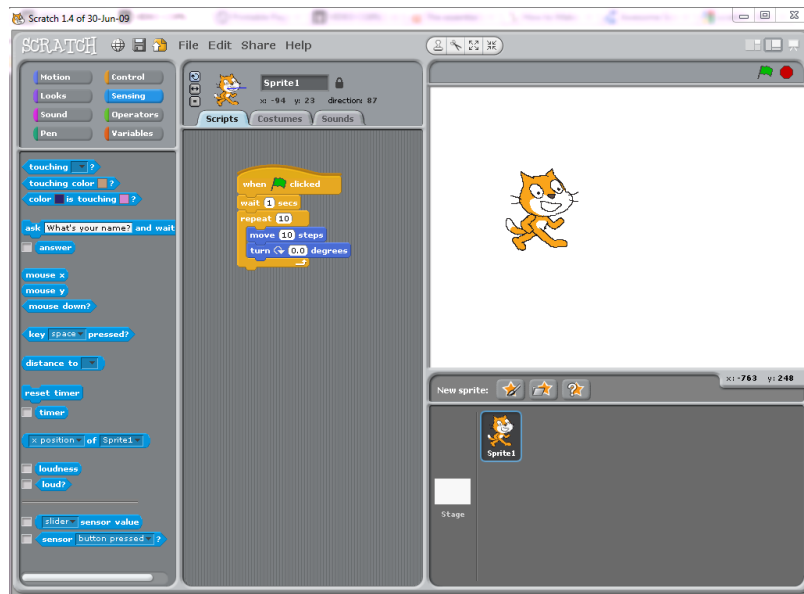 Scratch 1.4 of 30-Jun-09
SCRATCH File Edit Share Help
Motion Control
Looks Sensing
Sound Operators
Pen Variables
Sprite1
x: -94 y: 23 direction: 87
Scripts Costumes Sounds
touching ?
touching color ?
color is touching ?
ask What's your name? and wait
answer
mouse x
mouse y
mouse down?
key space pressed?
distance to
reset timer
timer
x position of Sprite1
loudness
loud?
slider sensor value
sensor button pressed ?
when clicked
wait 1 secs
repeat 10
move 10 steps
turn 0.0 degrees
x: -763 y: 248
New sprite:
Sprite1
Stage